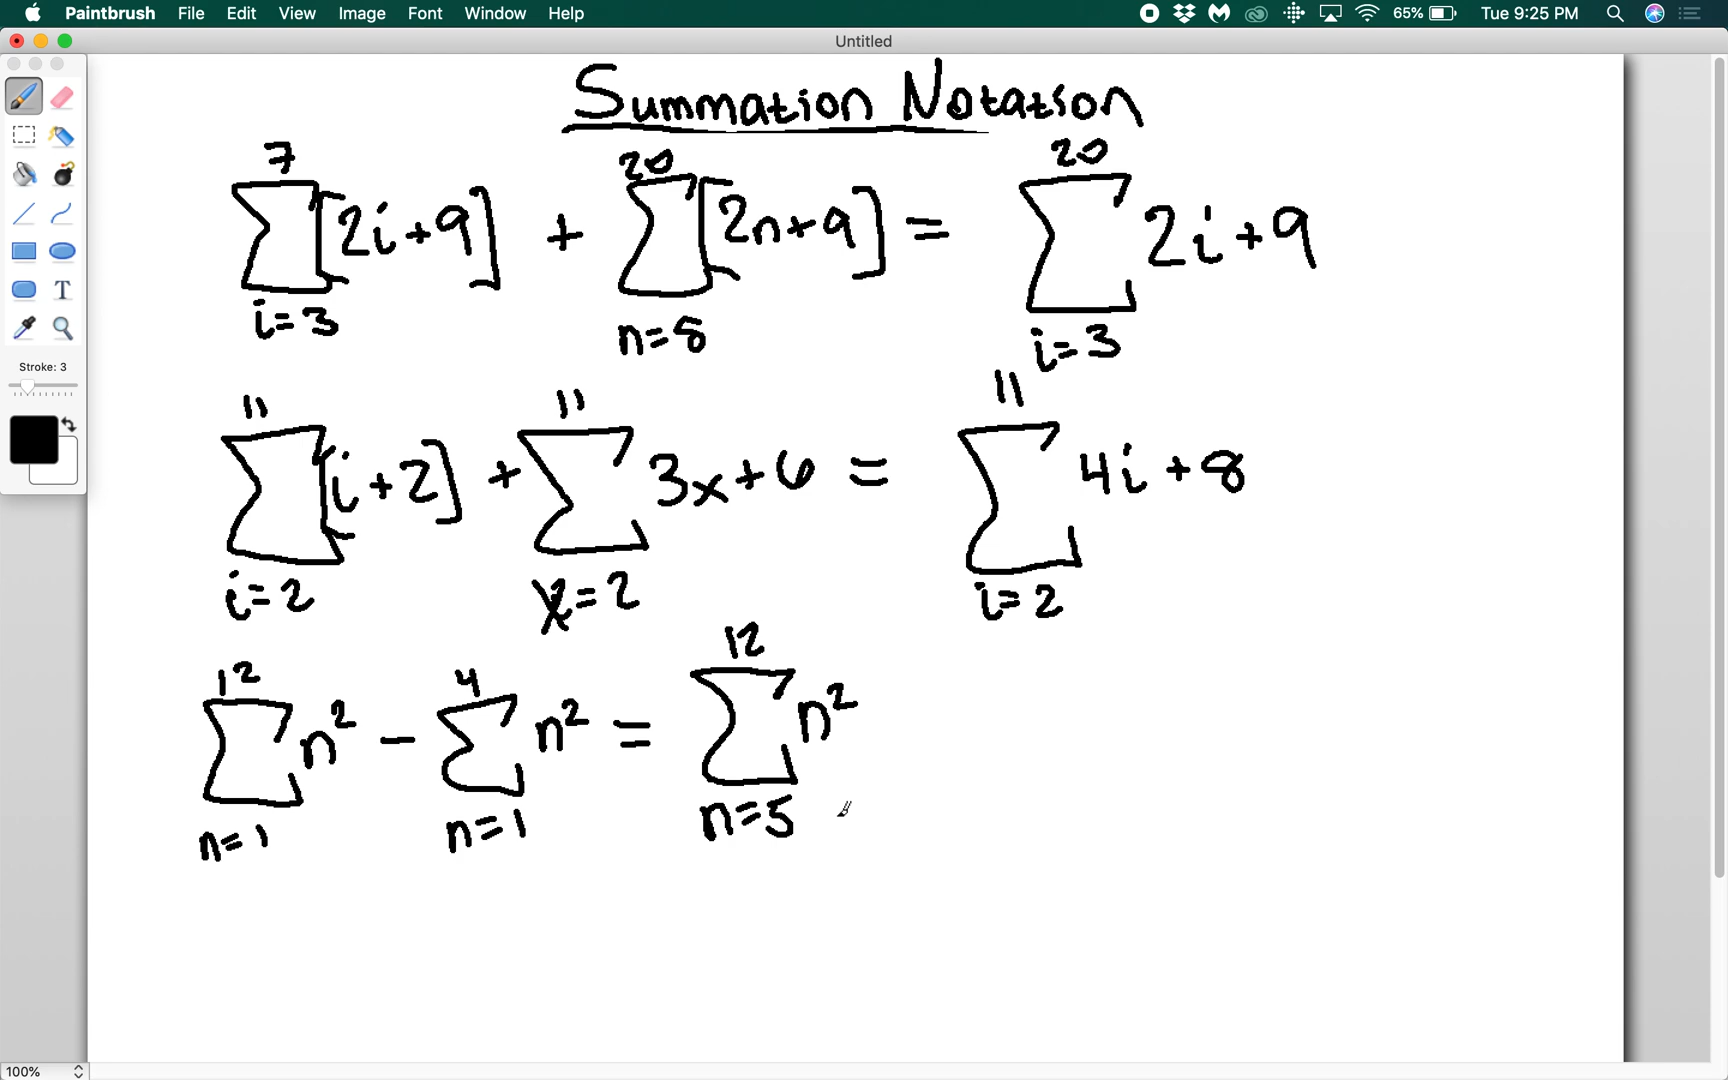 Paintbrush File Edit View Image Font Window Help 65% Tue 9:25 PM
Untitled
Summation Notation
7 20 20
∑[2i+9] + ∑[2n+9] = ∑ 2i+9
i=3 n=8 i=3
11 11 11
∑[i+2] + ∑ 3x+6 = ∑ 4i+8
i=2 x=2 i=2
12 4 12
∑ n² - ∑ n² = ∑ n²
n=1 n=1 n=5
T
Stroke: 3
100%